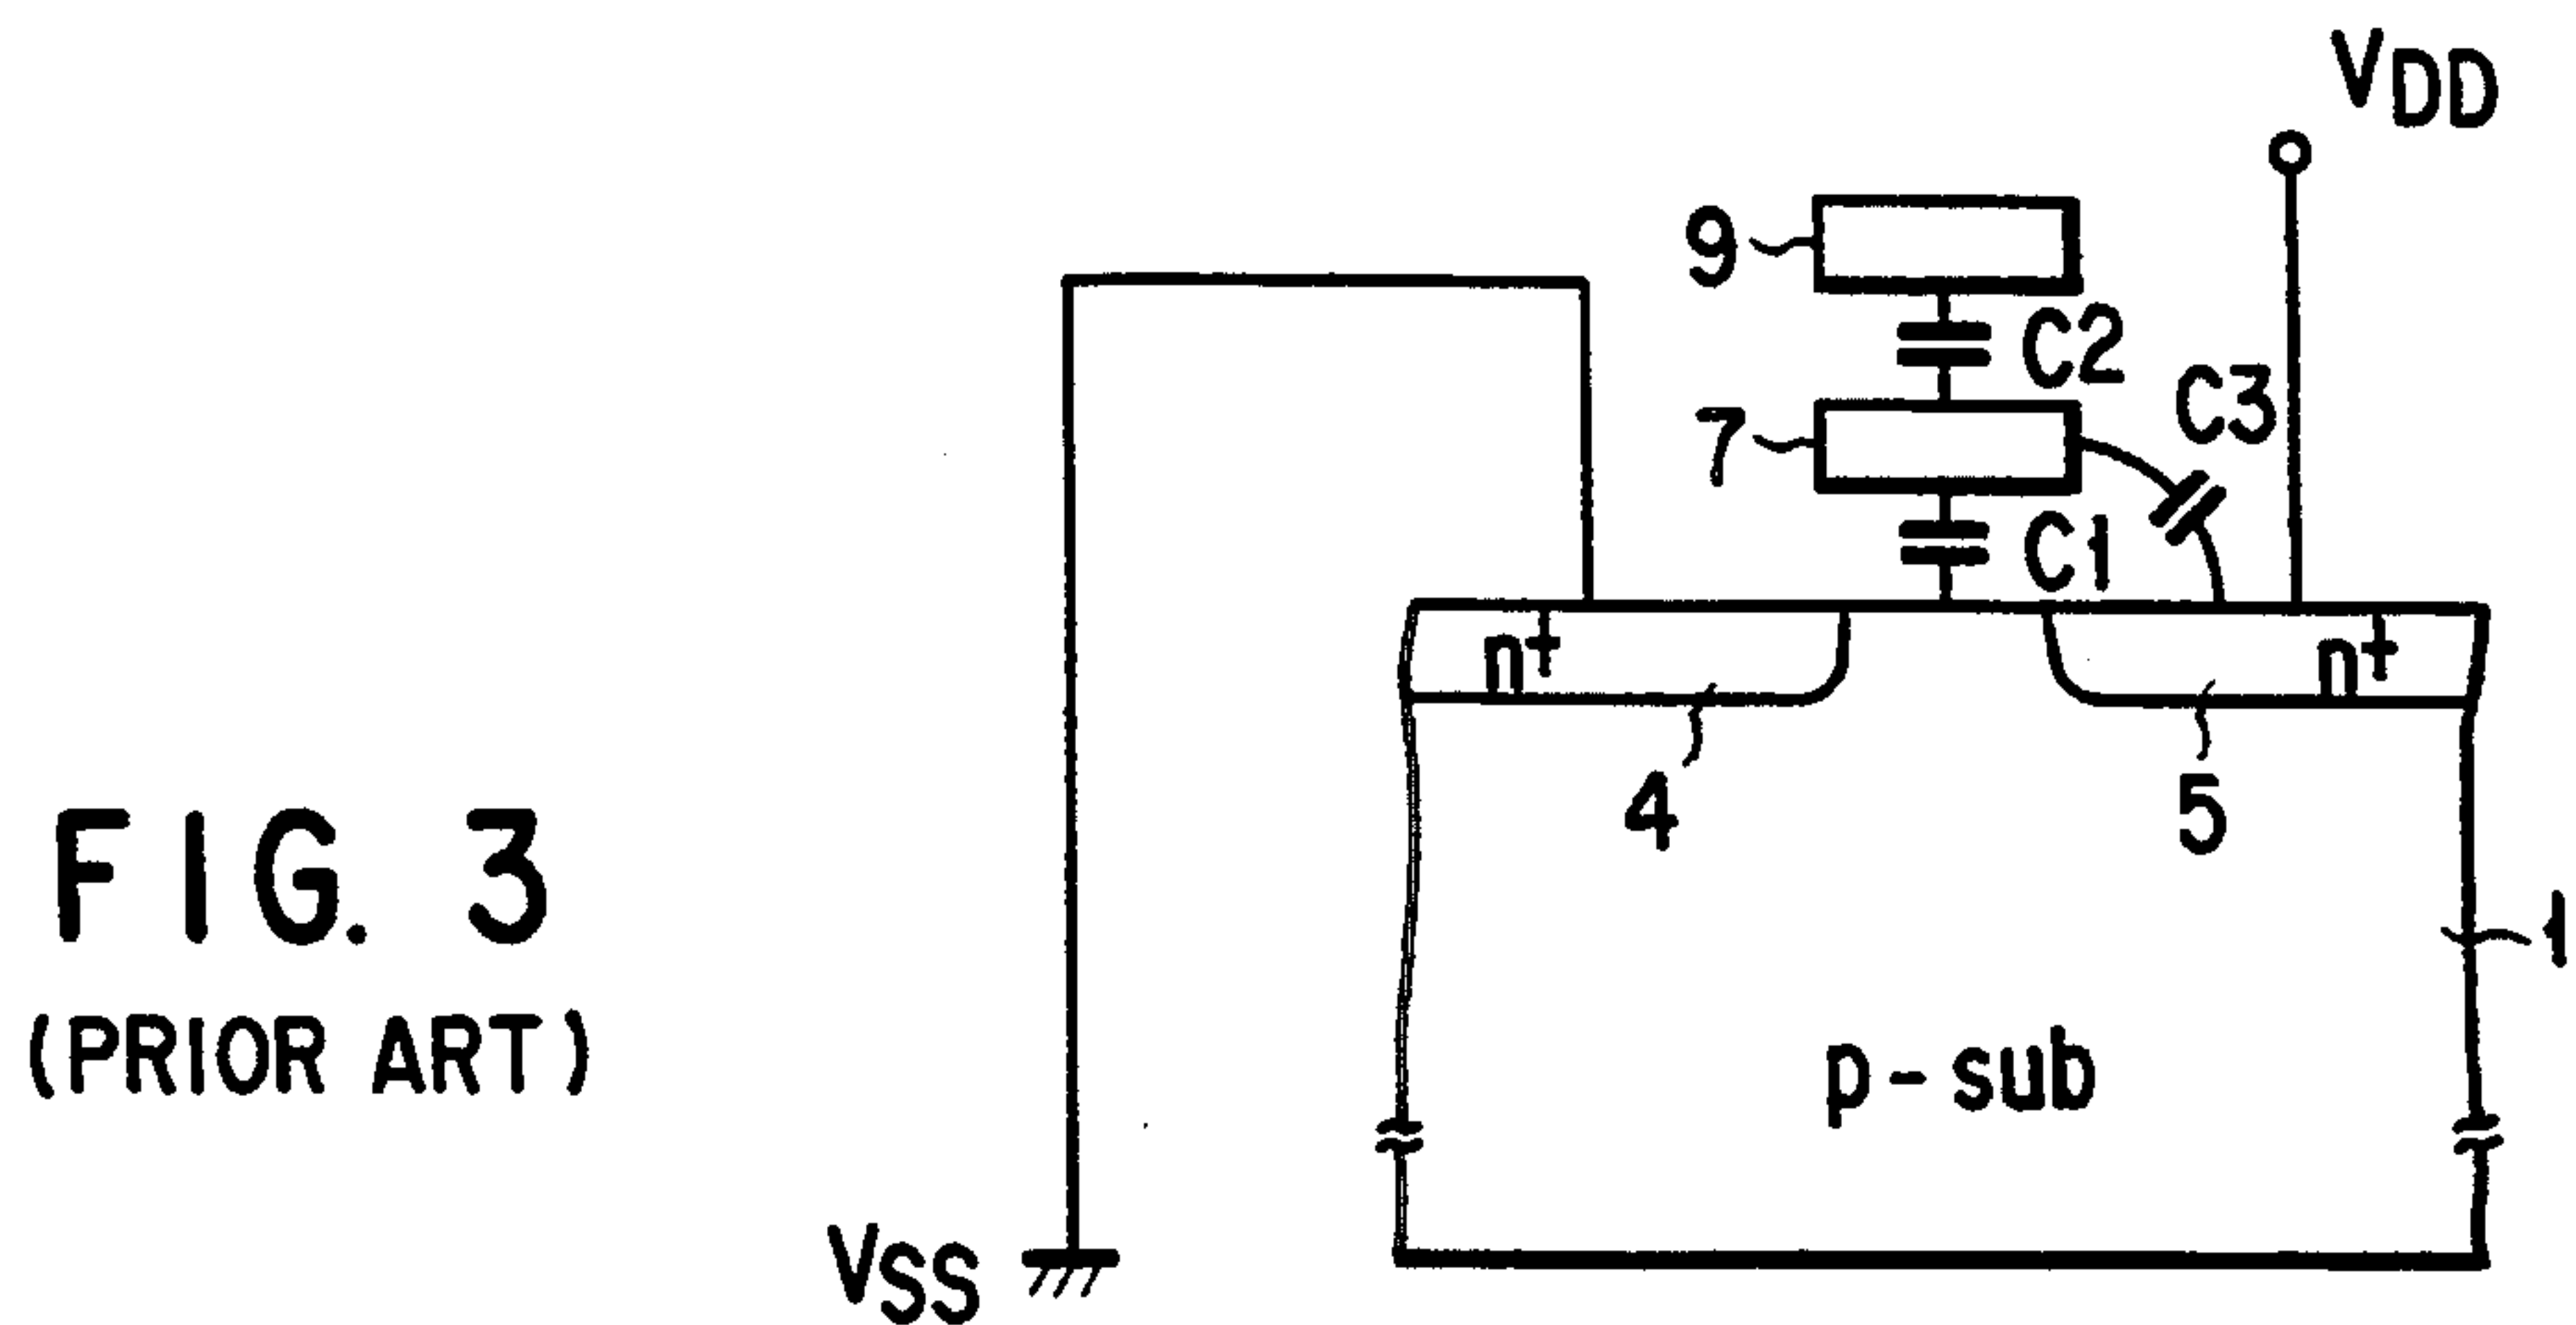 VDD
9
C2
C3
7
C1
n+
n+
4
5
FIG. 3
1
(PRIOR ART)
p-sub
VSS